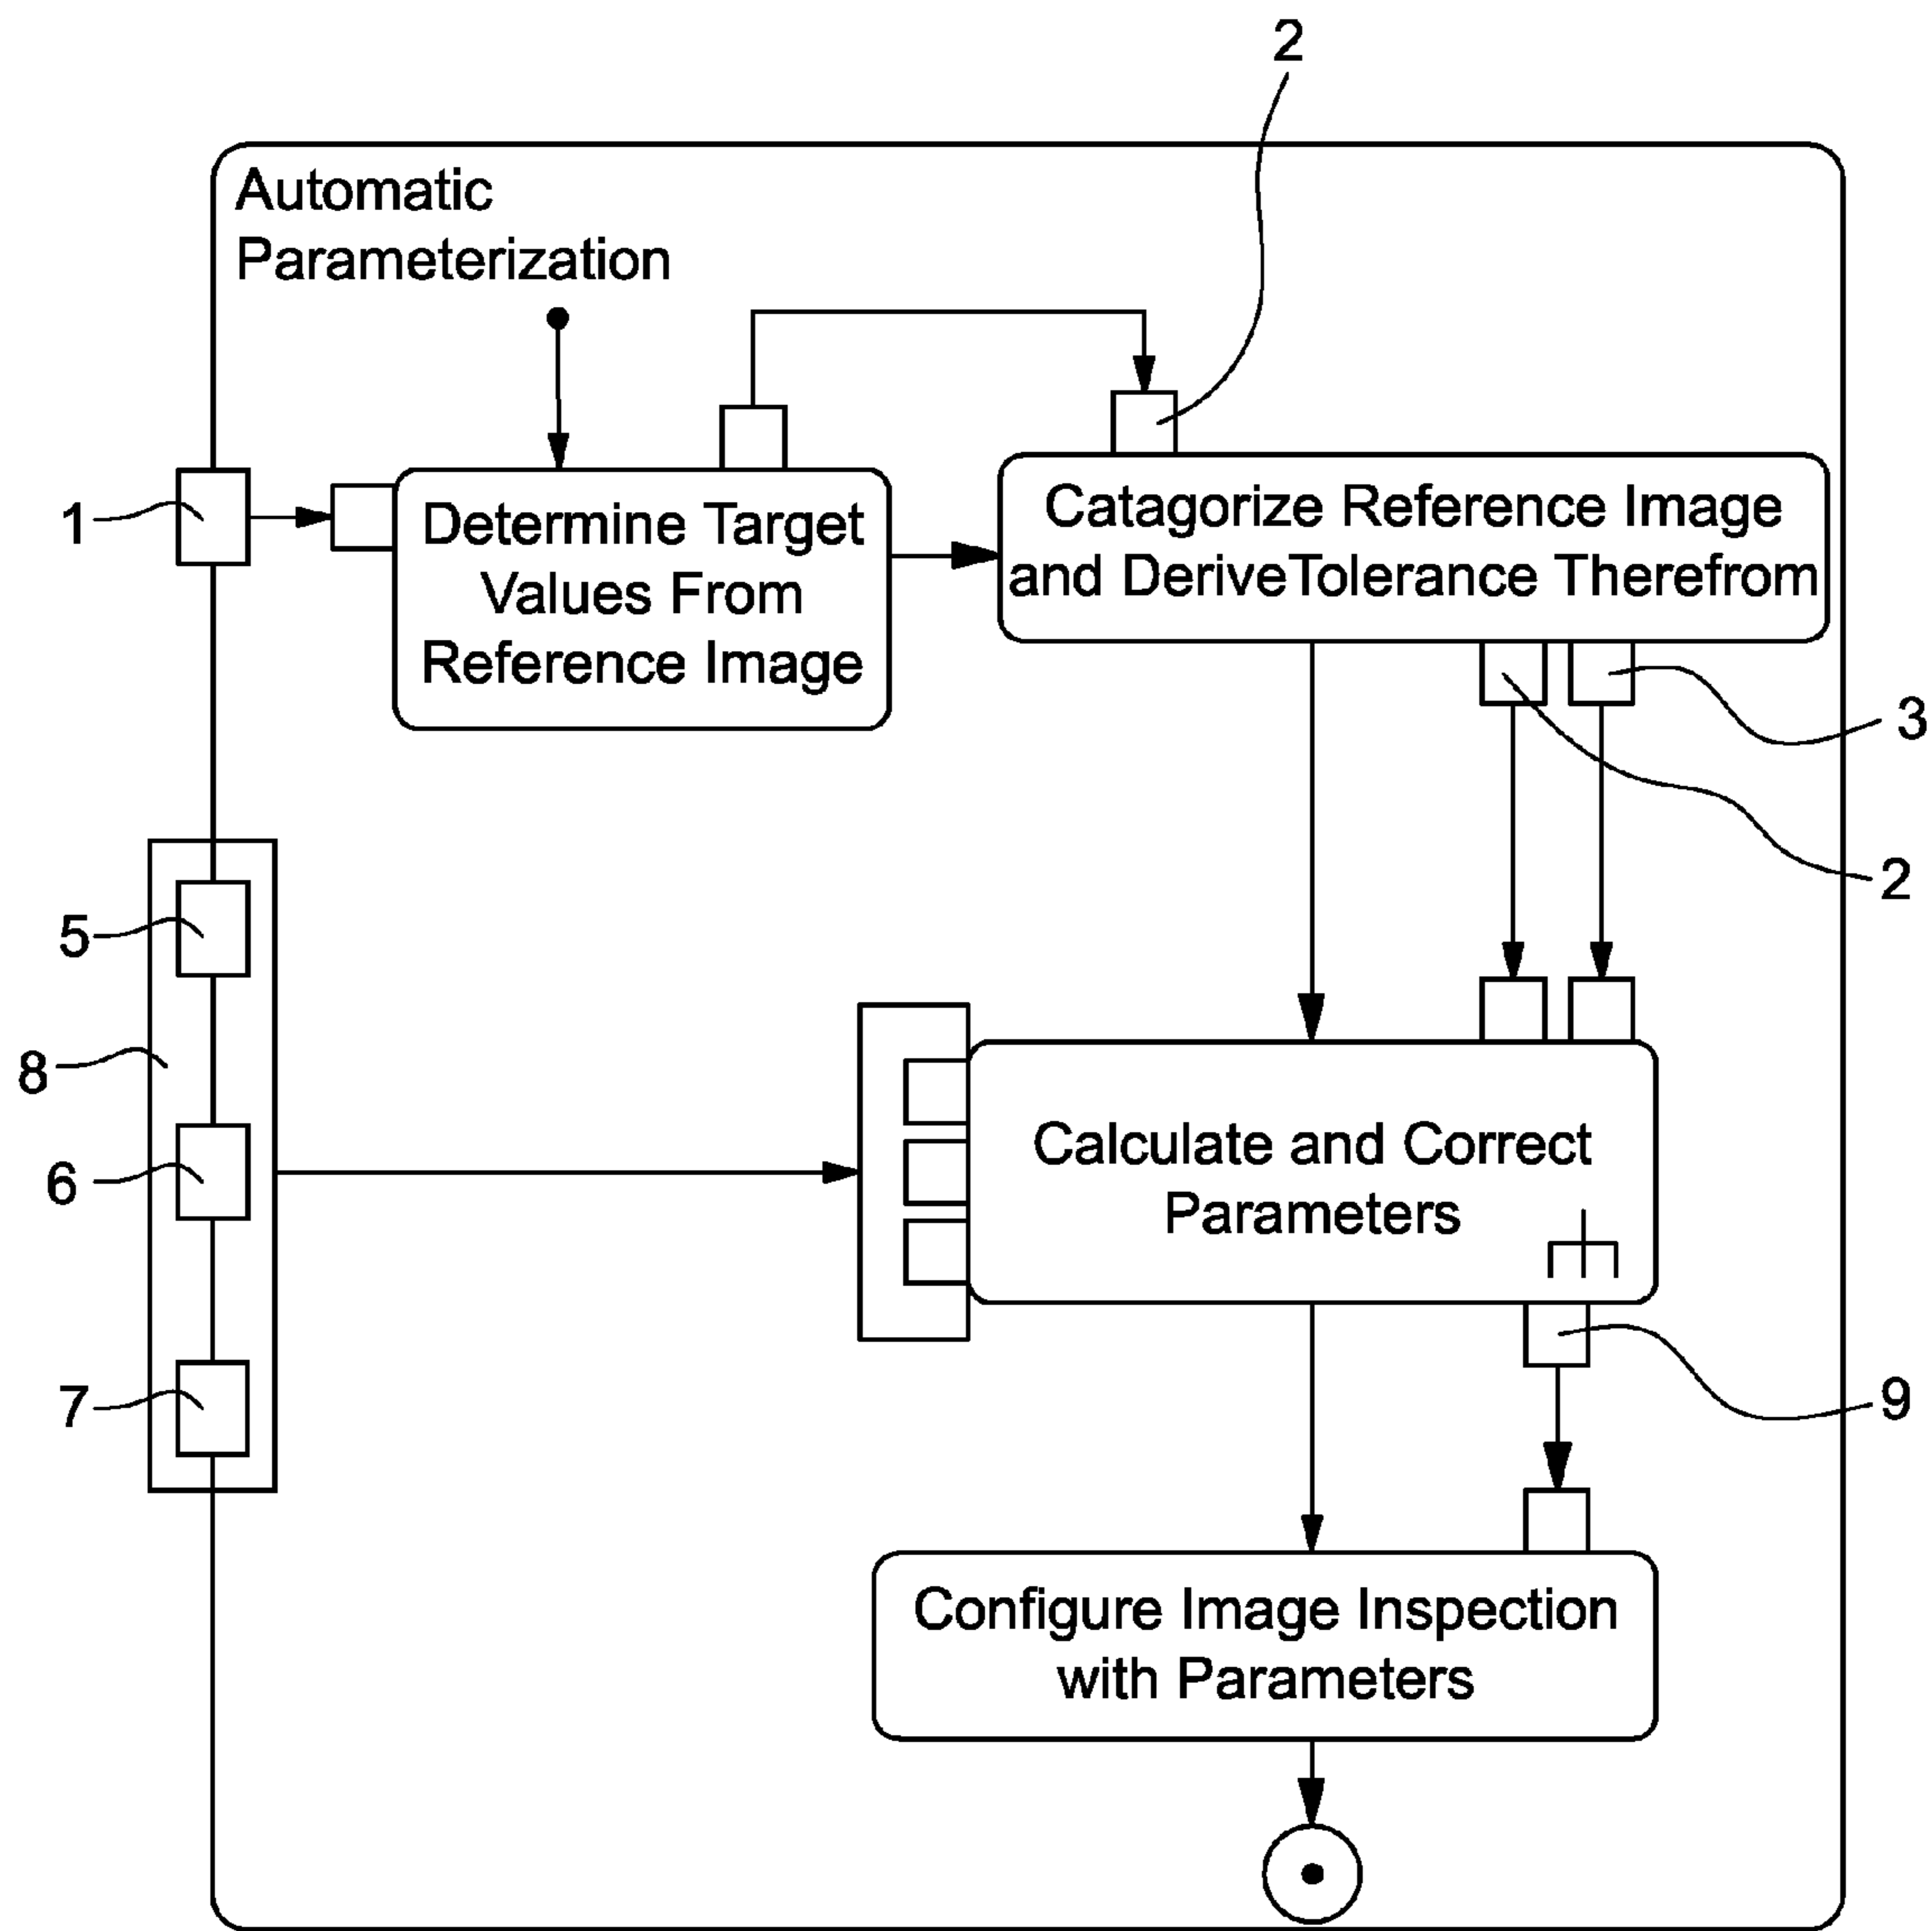 2
Automatic
Parameterization
1
Determine Target
Values From
Reference Image
Catagorize Reference Image
and DeriveTolerance Therefrom
3
2
5
8
6
7
Calculate and Correct
Parameters
9
Configure Image Inspection
with Parameters